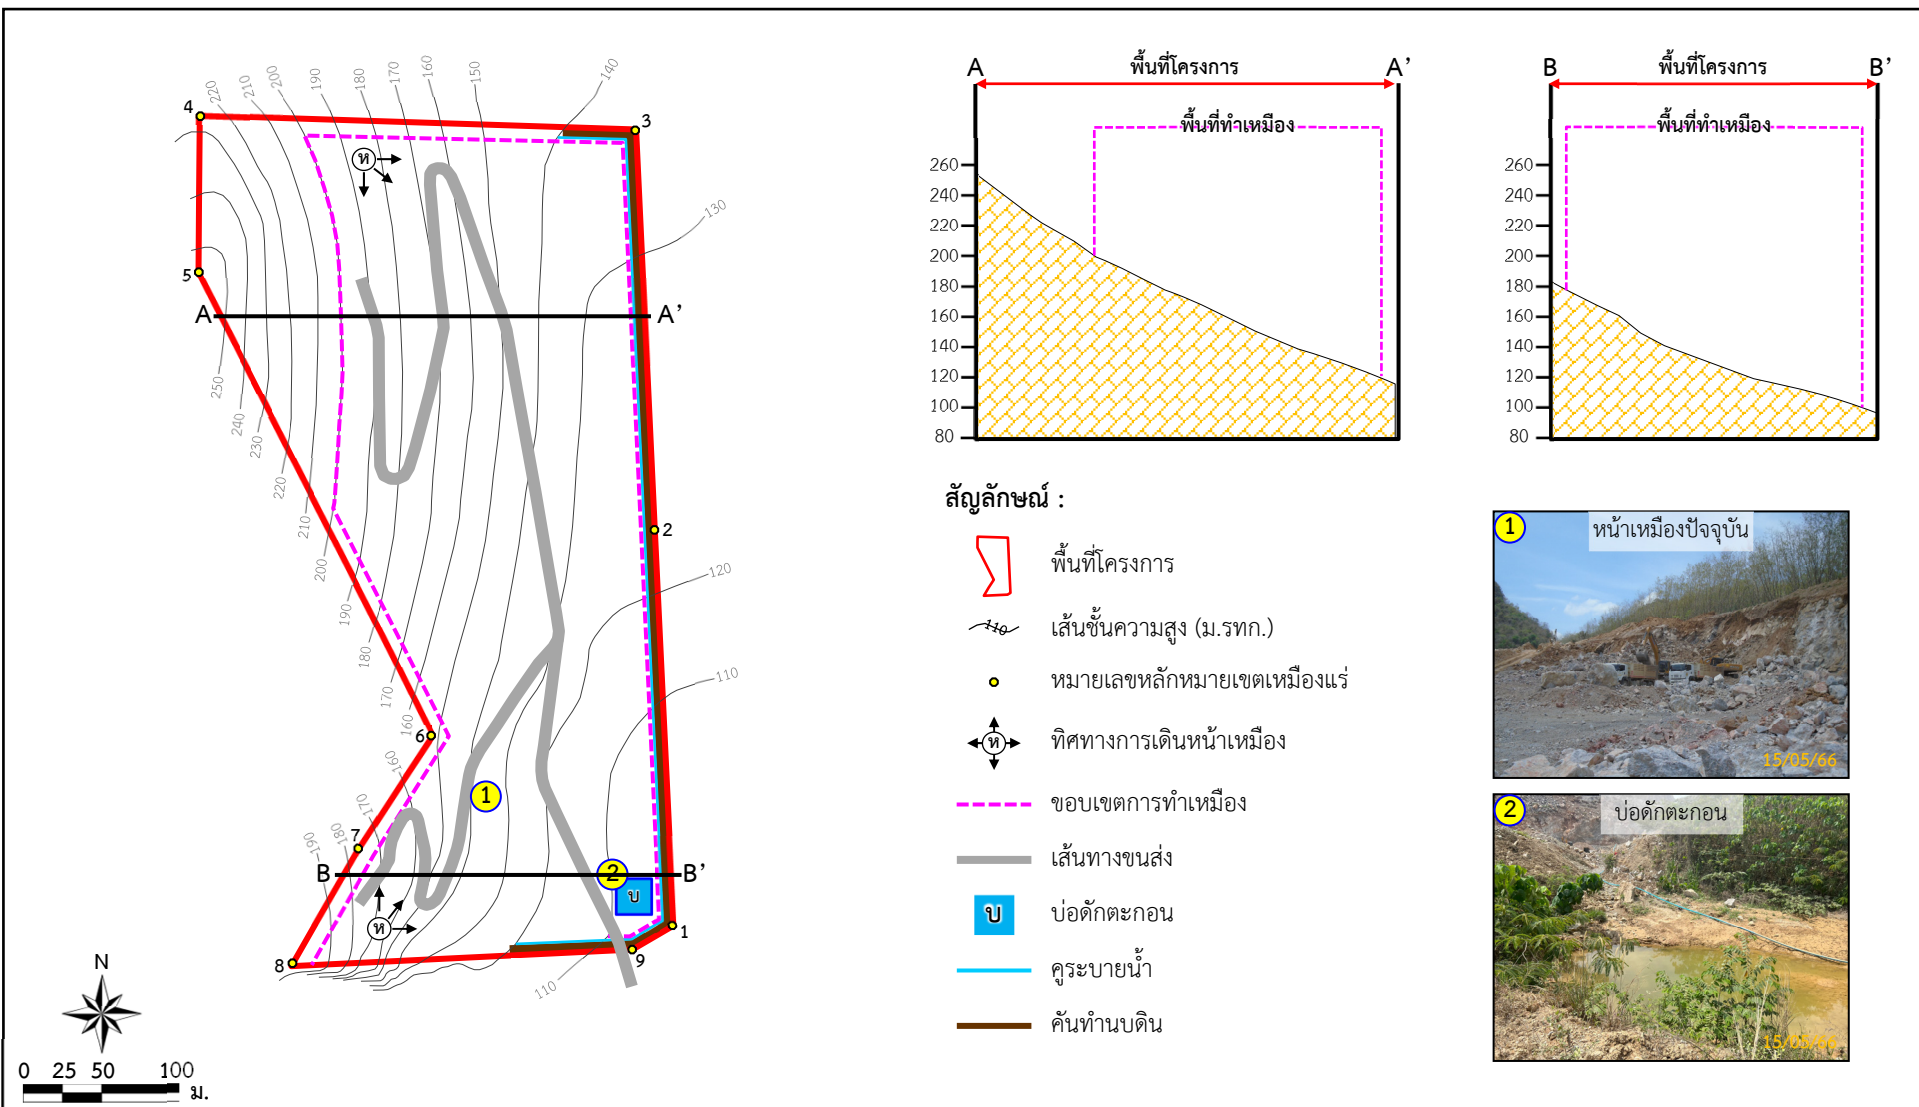 4
220
210
200
190
180
170
160
150
140
3
ห
130
5
A
A'
250
240
230
220
210
200
190
180
170
160
2
120
110
6
160
170
180
190
7
1
2
B
B'
บ
ห
8
9
1
110
N
0 25 50 100
ม.
A พื้นที่โครงการ A'
พื้นที่ทำเหมือง
260
240
220
200
180
160
140
120
100
80
B พื้นที่โครงการ B'
พื้นที่ทำเหมือง
260
240
220
200
180
160
140
120
100
80
สัญลักษณ์ :
พื้นที่โครงการ
110 เส้นชั้นความสูง (ม.รทก.)
หมายเลขหลักหมายเขตเหมืองแร่
ห ทิศทางการเดินหน้าเหมือง
ขอบเขตการทำเหมือง
เส้นทางขนส่ง
บ บ่อดักตะกอน
คูระบายน้ำ
คันทำนบดิน
1 หน้าเหมืองปัจจุบัน
15/05/66
2 บ่อดักตะกอน
15/05/66